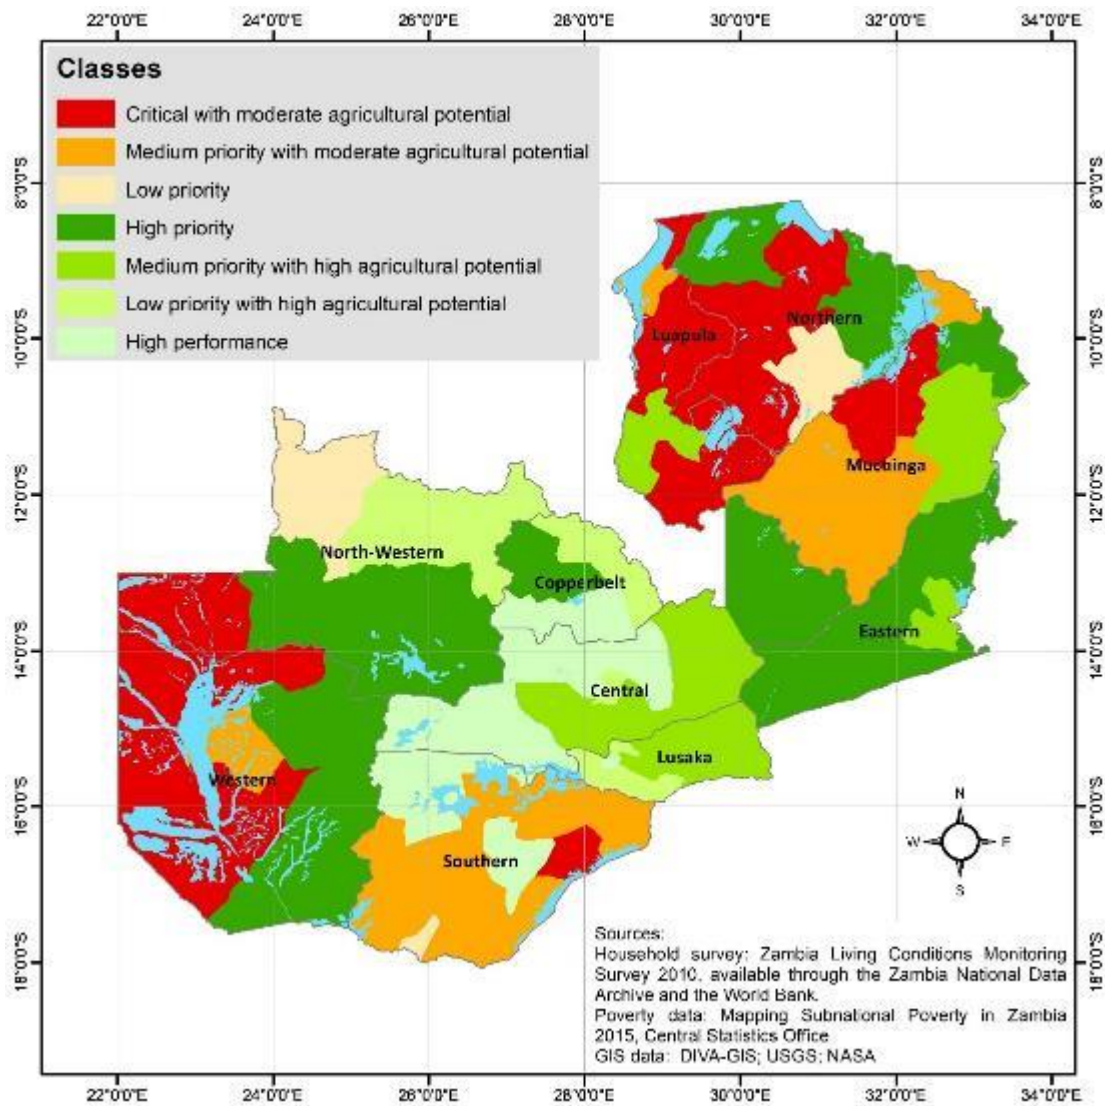 22°0'0"E 24°0'0"E 26°0'0"E 28°0'0"E 30°0'0"E 32°0'0"E 34°0'0"E
Classes
Critical with moderate agricultural potential
Medium priority with moderate agricultural potential
Low priority
High priority
Medium priority with high agricultural potential
Low priority with high agricultural potential
High performance
8°0'0"S
10°0'0"S
12°0'0"S
14°0'0"S
16°0'0"S
18°0'0"S
8°0'0"S
10°0'0"S
12°0'0"S
14°0'0"S
16°0'0"S
18°0'0"S
Northern
Luapula
Muchinga
North-Western
Copperbelt
Eastern
Central
Lusaka
Western
Southern
N
W E
S
Sources:
Household survey: Zambia Living Conditions Monitoring
Survey 2010, available through the Zambia National Data
Archive and the World Bank.
Poverty data: Mapping Subnational Poverty in Zambia
2015, Central Statistics Office
GIS data: DIVA-GIS; USGS; NASA
22°0'0"E 24°0'0"E 26°0'0"E 28°0'0"E 30°0'0"E 32°0'0"E 34°0'0"E